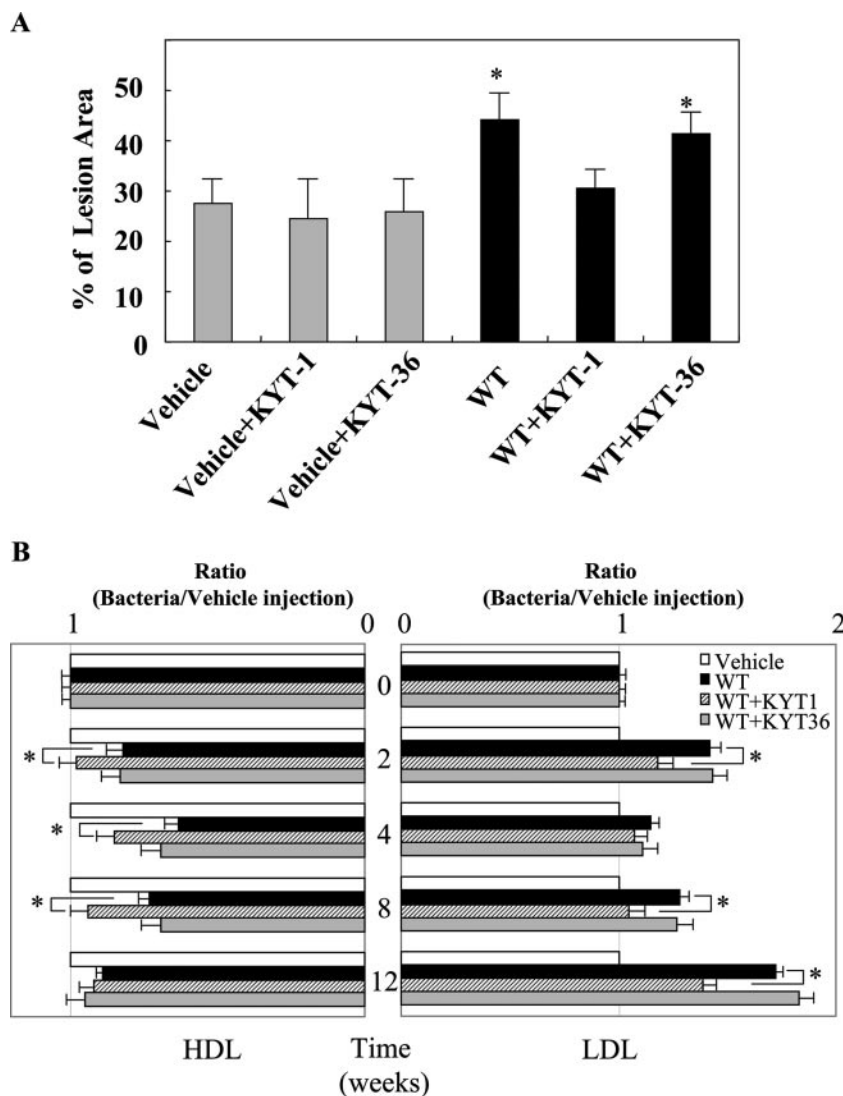 A
% of Lesion Area
50
40
30
20
10
0
*
*
Vehicle
Vehicle+KYT-1
Vehicle+KYT-36
WT
WT+KYT-1
WT+KYT-36
B
Ratio
(Bacteria/Vehicle injection)
Ratio
(Bacteria/Vehicle injection)
1 0 0 1 2
Vehicle
WT
WT+KYT1
WT+KYT36
0
* 2 *
* 4
* 8 *
12 *
HDL Time LDL
(weeks)